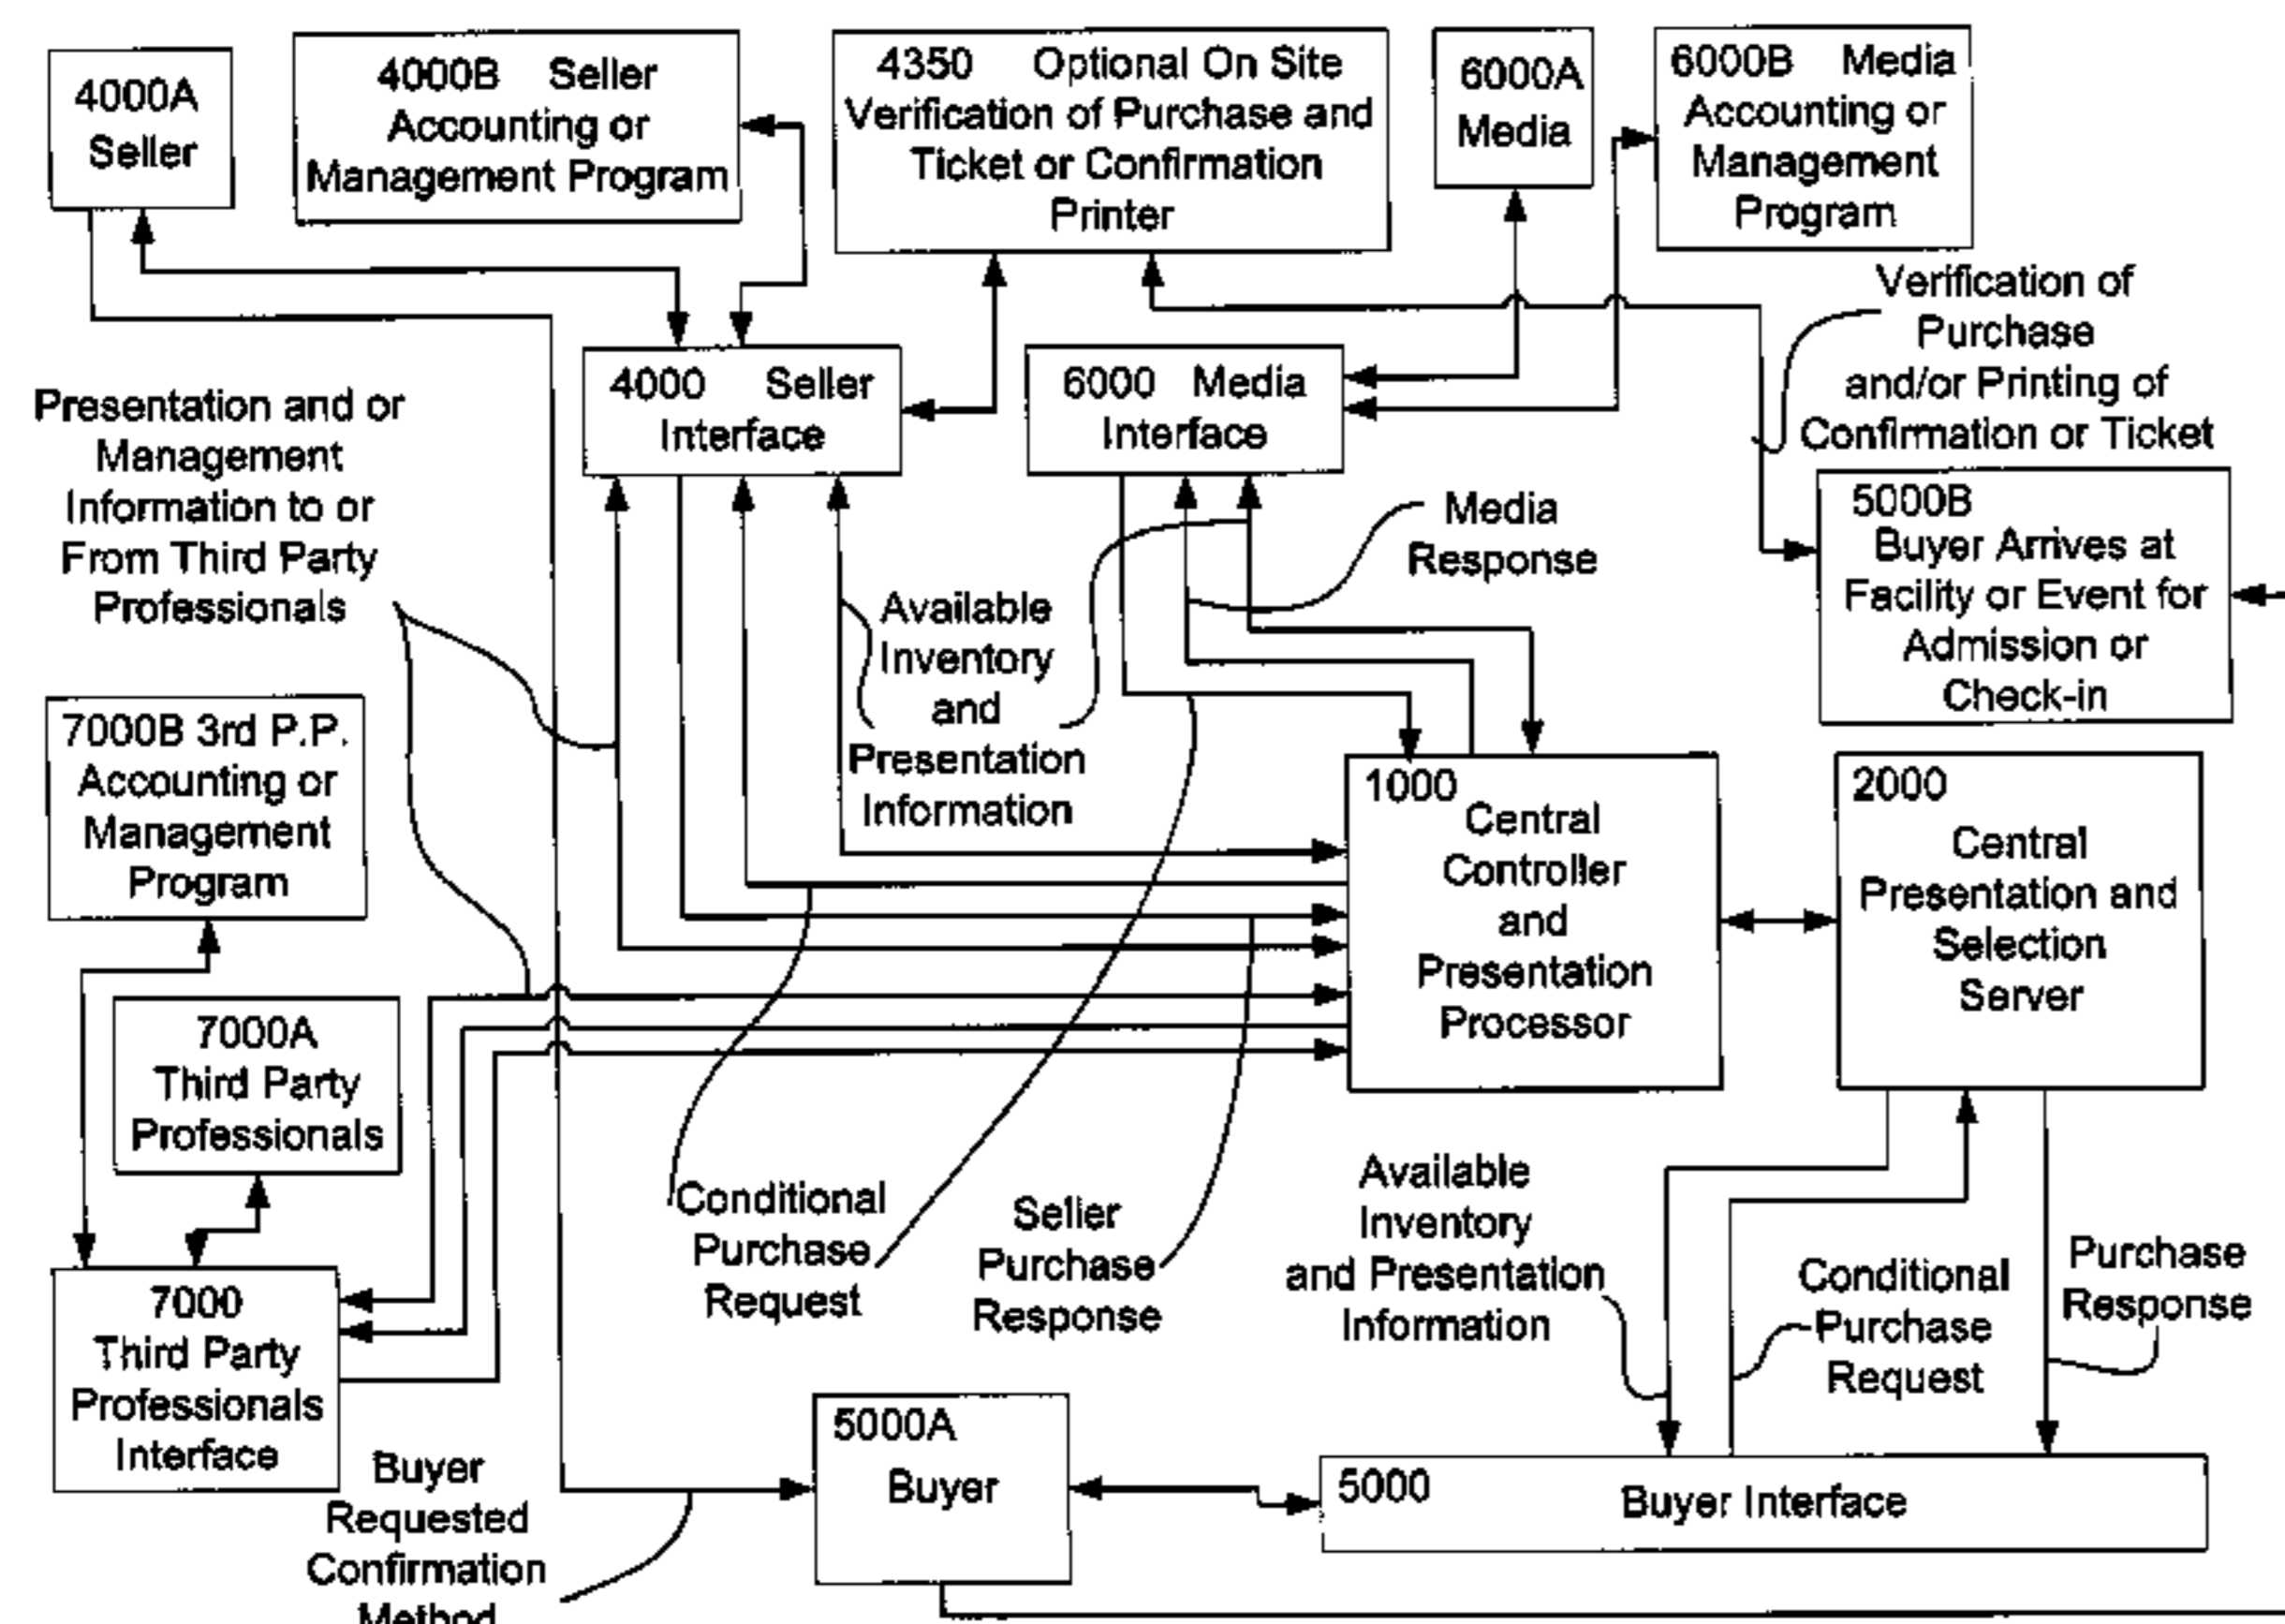 4000A
Seller
4000B Seller
Accounting or
Management Program
4350 Optional On Site
Verification of Purchase and
Ticket or Confirmation
Printer
6000A
Media
6000B Media
Accounting or
Management
Program
Verification of
Purchase
and/or Printing of
Confirmation or Ticket
4000 Seller
Interface
6000 Media
Interface
Presentation and or
Management
Information to or
From Third Party
Professionals
Media
Response
5000B
Buyer Arrives at
Facility or Event for
Admission or
Check-in
Available
Inventory
and
Presentation
Information
7000B 3rd P.P.
Accounting or
Management
Program
1000
Central
Controller
and
Presentation
Processor
2000
Central
Presentation and
Selection
Server
7000A
Third Party
Professionals
Conditional
Purchase
Request
Seller
Purchase
Response
Available
Inventory
and Presentation
Information
Conditional
Purchase
Request
Purchase
Response
7000
Third Party
Professionals
Interface
Buyer
Requested
Confirmation
Method
5000A
Buyer
5000
Buyer Interface